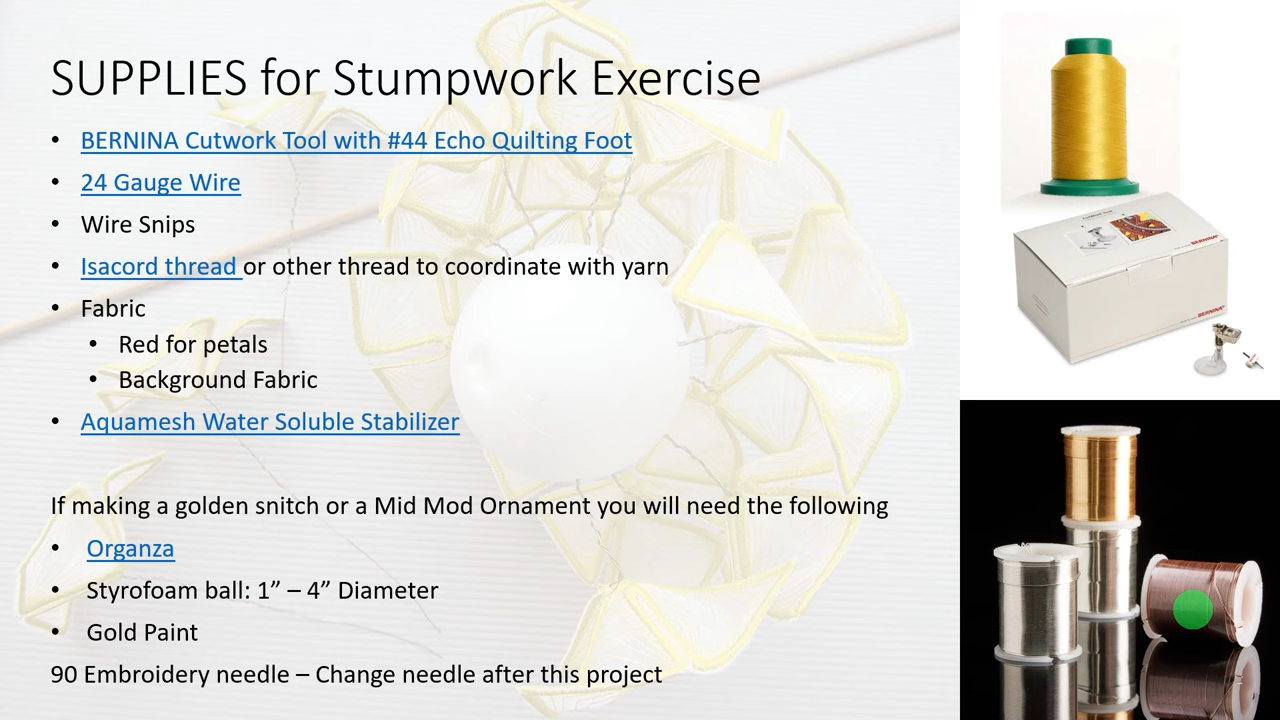 SUPPLIES for Stumpwork Exercise
• BERNINA Cutwork Tool with #44 Echo Quilting Foot
• 24 Gauge Wire
• Wire Snips
• Isacord thread or other thread to coordinate with yarn
• Fabric
• Red for petals
• Background Fabric
• Aquamesh Water Soluble Stabilizer
If making a golden snitch or a Mid Mod Ornament you will need the following
• Organza
• Styrofoam ball: 1” – 4” Diameter
• Gold Paint
90 Embroidery needle – Change needle after this project
BERNINA
BERNINA